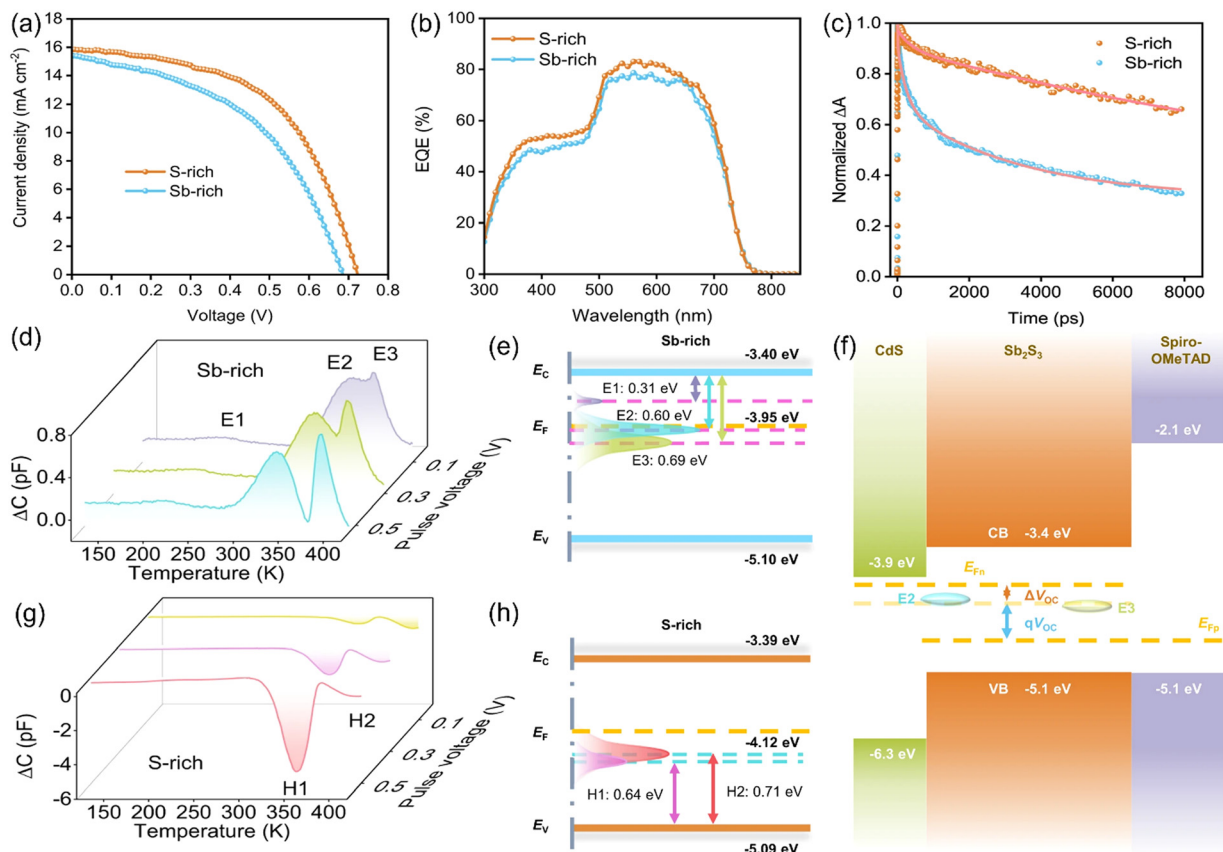 (a)
18
16
14
12
10
8
6
4
2
0
Current density (mA cm⁻²)
S-rich
Sb-rich
0.0 0.1 0.2 0.3 0.4 0.5 0.6 0.7 0.8
Voltage (V)
(b)
100
80
60
40
20
0
EQE (%)
S-rich
Sb-rich
300 400 500 600 700 800
Wavelength (nm)
(c)
1.0
0.8
0.6
0.4
0.2
0.0
Normalized ΔA
S-rich
Sb-rich
0 2000 4000 6000 8000
Time (ps)
(d)
Sb-rich
E1
E2
E3
0.8
0.4
0.0
ΔC (pF)
150 200 250 300 350 400
Temperature (K)
0.5
0.3
0.1
Pulse voltage (V)
(e)
Sb-rich
EC
-3.40 eV
E1: 0.31 eV
E2: 0.60 eV
-3.95 eV
EF
E3: 0.69 eV
EV
-5.10 eV
(f)
CdS
Sb₂S₃
Spiro-
OMeTAD
-2.1 eV
CB -3.4 eV
-3.9 eV
EFn
E2
ΔVOC
E3
qVOC
EFp
VB -5.1 eV
-5.1 eV
-6.3 eV
(g)
0
-2
-4
-6
ΔC (pF)
S-rich
H1
H2
150 200 250 300 350 400
Temperature (K)
0.5
0.3
0.1
Pulse voltage (V)
(h)
S-rich
-3.39 eV
EC
EF
-4.12 eV
H1: 0.64 eV
H2: 0.71 eV
EV
-5.09 eV